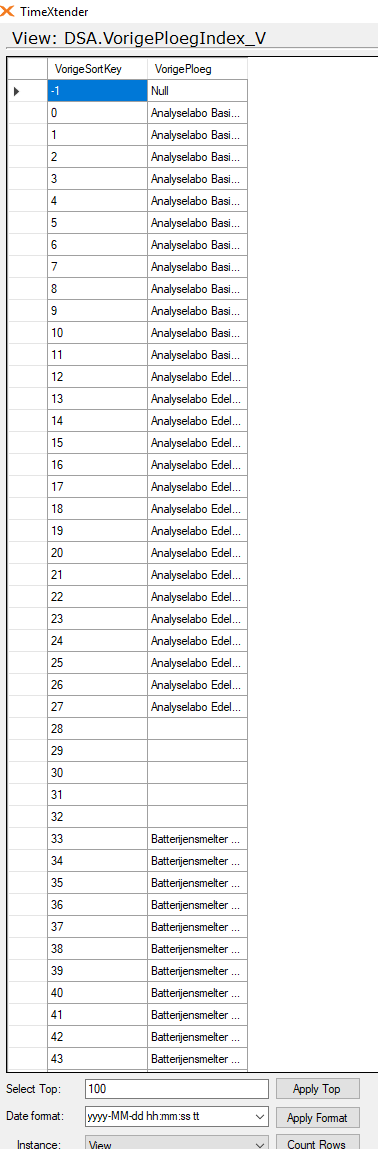 TimeXtender
View: DSA.VorigePloegIndex_V
VorigeSortKey VorigePloeg
-1 Null
0 Analyselabo Basi...
1 Analyselabo Basi...
2 Analyselabo Basi...
3 Analyselabo Basi...
4 Analyselabo Basi...
5 Analyselabo Basi...
6 Analyselabo Basi...
7 Analyselabo Basi...
8 Analyselabo Basi...
9 Analyselabo Basi...
10 Analyselabo Basi...
11 Analyselabo Basi...
12 Analyselabo Edel...
13 Analyselabo Edel...
14 Analyselabo Edel...
15 Analyselabo Edel...
16 Analyselabo Edel...
17 Analyselabo Edel...
18 Analyselabo Edel...
19 Analyselabo Edel...
20 Analyselabo Edel...
21 Analyselabo Edel...
22 Analyselabo Edel...
23 Analyselabo Edel...
24 Analyselabo Edel...
25 Analyselabo Edel...
26 Analyselabo Edel...
27 Analyselabo Edel...
28
29
30
31
32
33 Batterijensmelter ...
34 Batterijensmelter ...
35 Batterijensmelter ...
36 Batterijensmelter ...
37 Batterijensmelter ...
38 Batterijensmelter ...
39 Batterijensmelter ...
40 Batterijensmelter ...
41 Batterijensmelter ...
42 Batterijensmelter ...
43 Batterijensmelter ...
Select Top: 100 Apply Top
Date format: yyyy-MM-dd hh:mm:ss tt Apply Format
Instance: View Count Rows